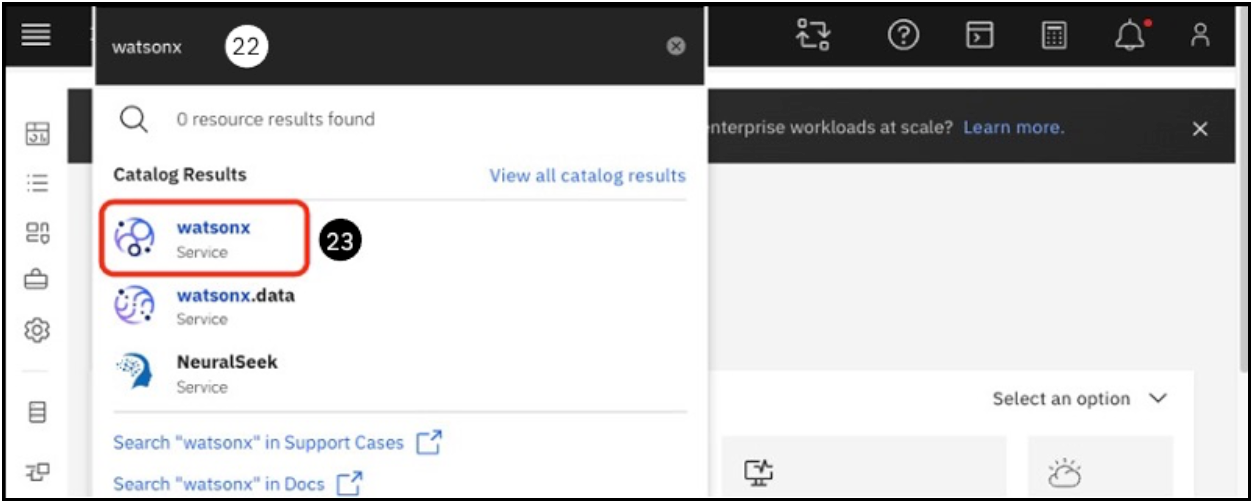 watsonx 22
0 resource results found
enterprise workloads at scale? Learn more.
Catalog Results View all catalog results
watsonx
Service
23
watsonx.data
Service
NeuralSeek
Service
Select an option
Search "watsonx" in Support Cases
Search "watsonx" in Docs